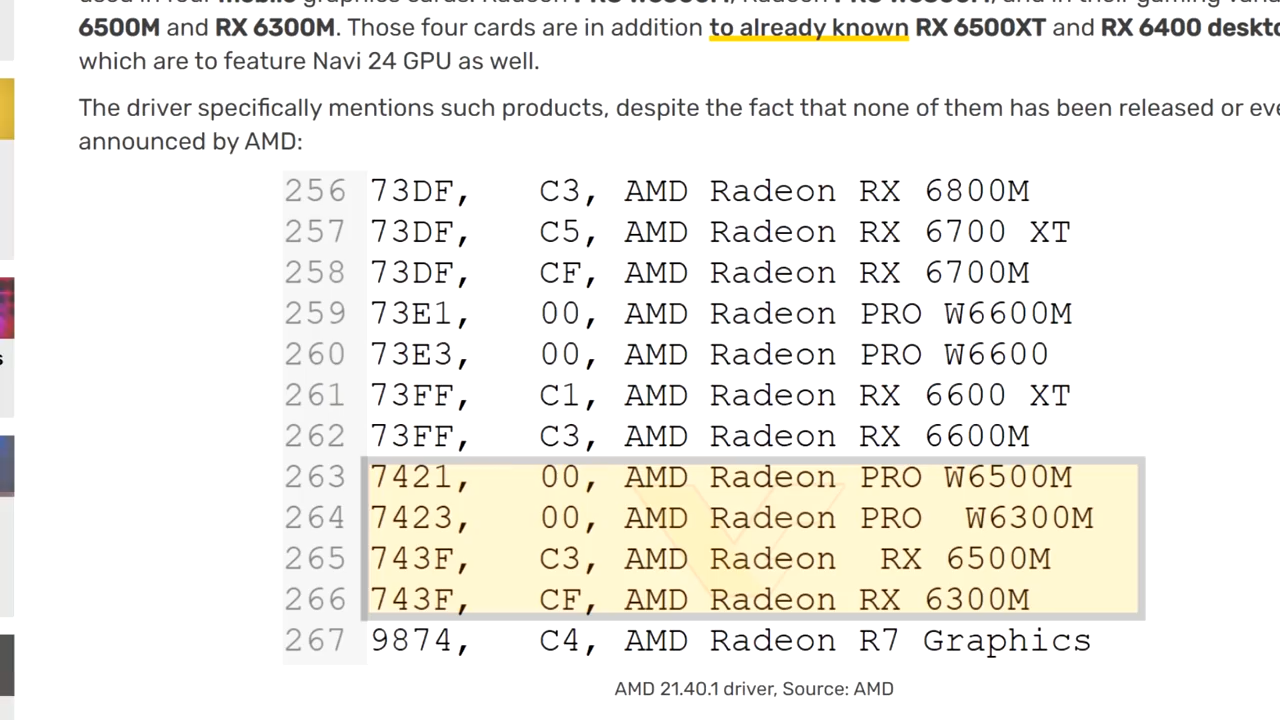 6500M and RX 6300M. Those four cards are in addition to already known RX 6500XT and RX 6400
which are to feature Navi 24 GPU as well.
The driver specifically mentions such products, despite the fact that none of them has been released or
announced by AMD:
256 73DF, C3, AMD Radeon RX 6800M
257 73DF, C5, AMD Radeon RX 6700 XT
258 73DF, CF, AMD Radeon RX 6700M
259 73E1, 00, AMD Radeon PRO W6600M
260 73E3, 00, AMD Radeon PRO W6600
261 73FF, C1, AMD Radeon RX 6600 XT
262 73FF, C3, AMD Radeon RX 6600M
263 7421, 00, AMD Radeon PRO W6500M
264 7423, 00, AMD Radeon PRO W6300M
265 743F, C3, AMD Radeon RX 6500M
266 743F, CF, AMD Radeon RX 6300M
267 9874, C4, AMD Radeon R7 Graphics
AMD 21.40.1 driver, Source: AMD